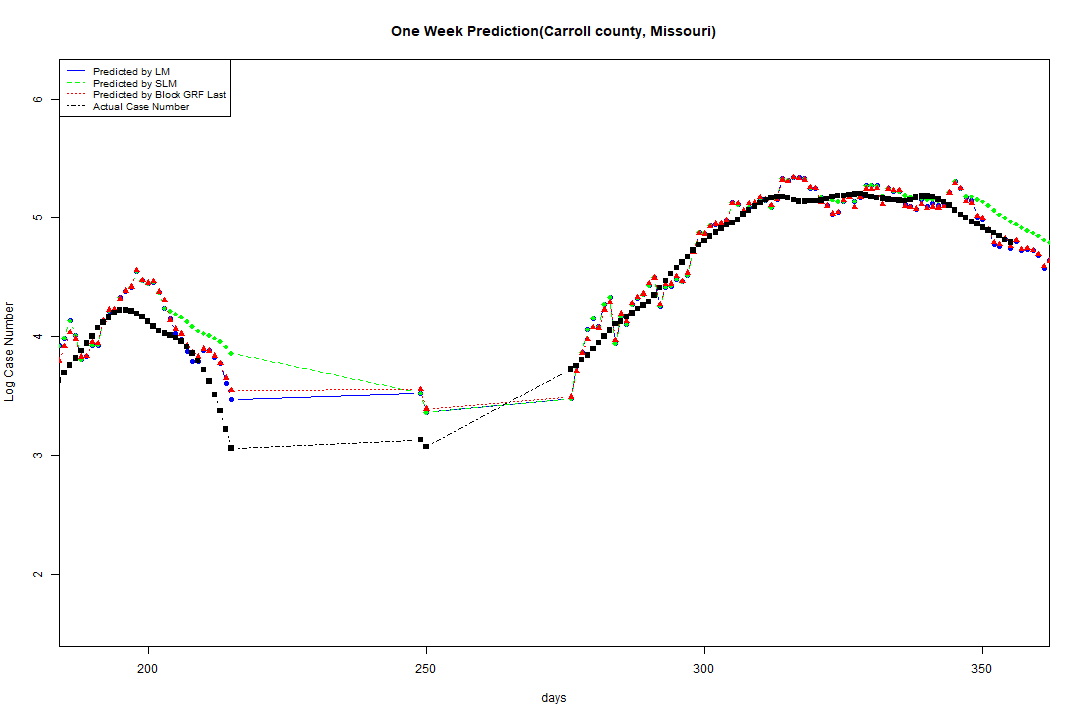 One Week Prediction(Carroll county, Missouri)
Predicted by LM
Predicted by SLM
Predicted by Block GRF Last
Actual Case Number
6
5
4
3
2
Log Case Number
200
250
300
350
days